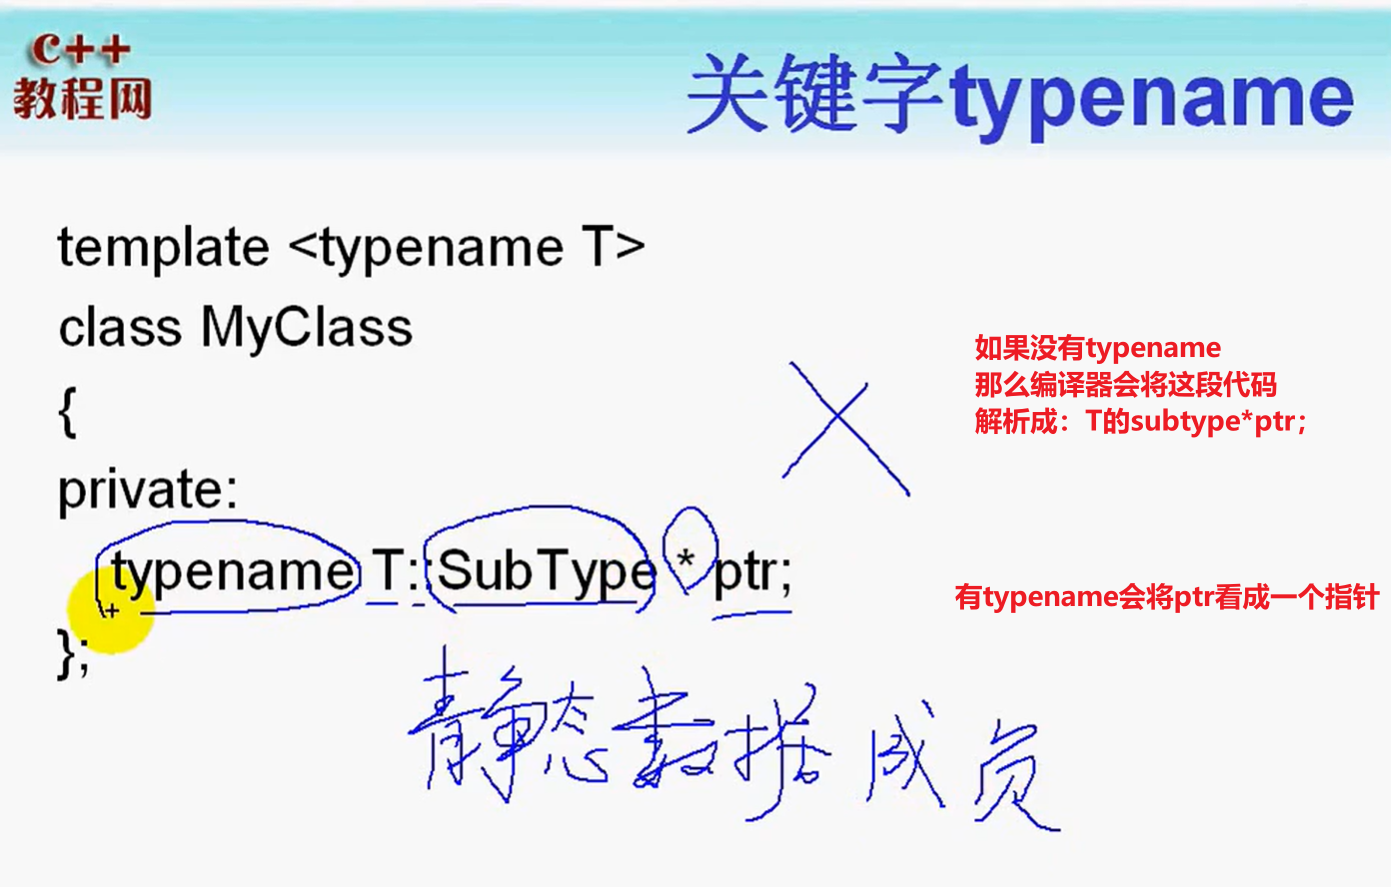 c++
教程网
关键字typename
template <typename T>
class MyClass
{
private:
typename T::SubType * ptr;
};
如果没有typename
那么编译器会将这段代码
解析成：T的subtype*ptr；
有typename会将ptr看成一个指针
静态数据成员